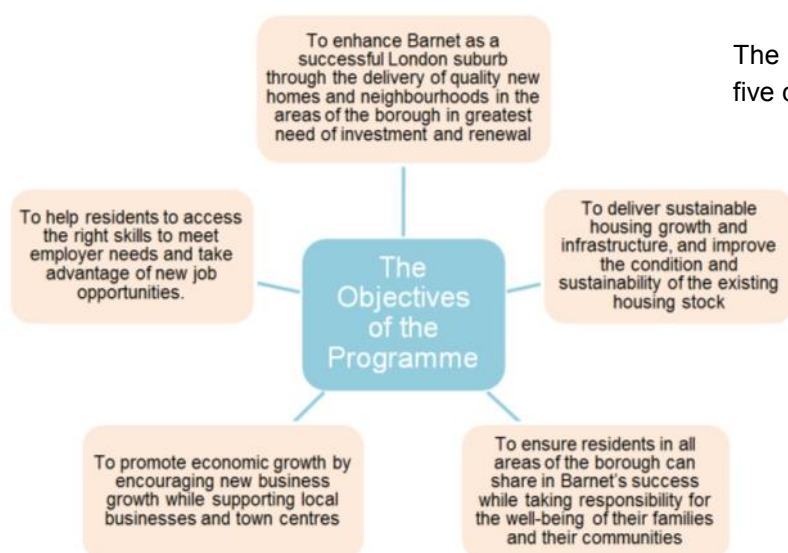 To enhance Barnet as a
successful London suburb
through the delivery of quality new
homes and neighbourhoods in the
areas of the borough in greatest
need of investment and renewal
The
five
To help residents to access
the right skills to meet
employer needs and take
advantage of new job
opportunities.
The
Objectives
of the
Programme
To deliver sustainable
housing growth and
infrastructure, and improve
the condition and
sustainability of the existing
housing stock
To promote economic growth by
encouraging new business
growth while supporting local
businesses and town centres
To ensure residents in all
areas of the borough can
share in Barnet's success
while taking responsibility for
the well-being of their families
and their communities